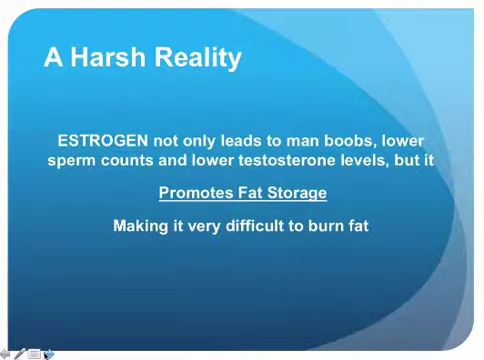 A Harsh Reality
ESTROGEN not only leads to man boobs, lower
sperm counts and lower testosterone levels, but it
Promotes Fat Storage
Making it very difficult to burn fat